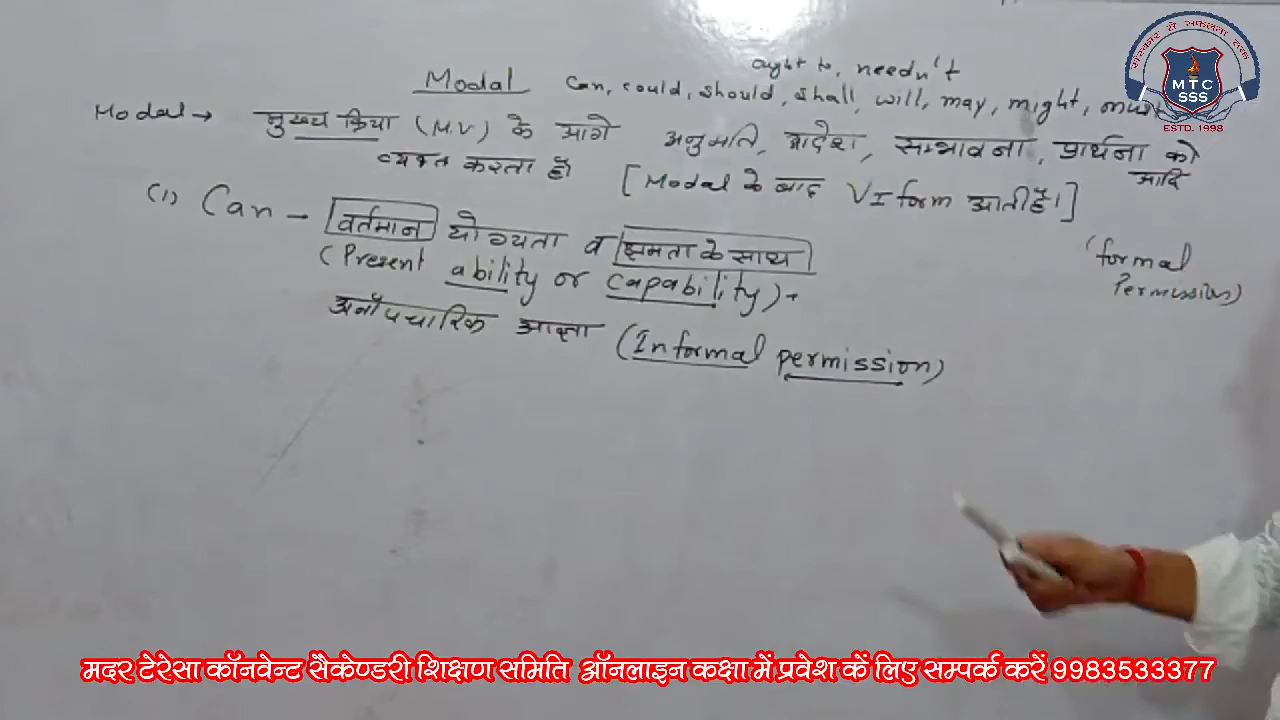 ought to, needn't
Modal can, could, should, shall, will, may, might, must
Modal → मुख्य क्रिया (M.V) के आगे अनुमति, आदेश, सम्भावना, प्रार्थना को
आदि
व्यक्त करता है। [Modal के बाद VI form आती है।]
(1) Can - वर्तमान योग्यता व क्षमता के साथ
(Present ability or capability) -
(formal
Permission)
अनौपचारिक आज्ञा (Informal permission)
संस्कार से सफलता तक
MTC
SSS
ESTD. 1998
मदर टेरेसा कॉनवेन्ट सैकेण्डरी शिक्षण समिति ऑनलाइन कक्षा में प्रवेश कें लिए सम्पर्क करें 9983533377